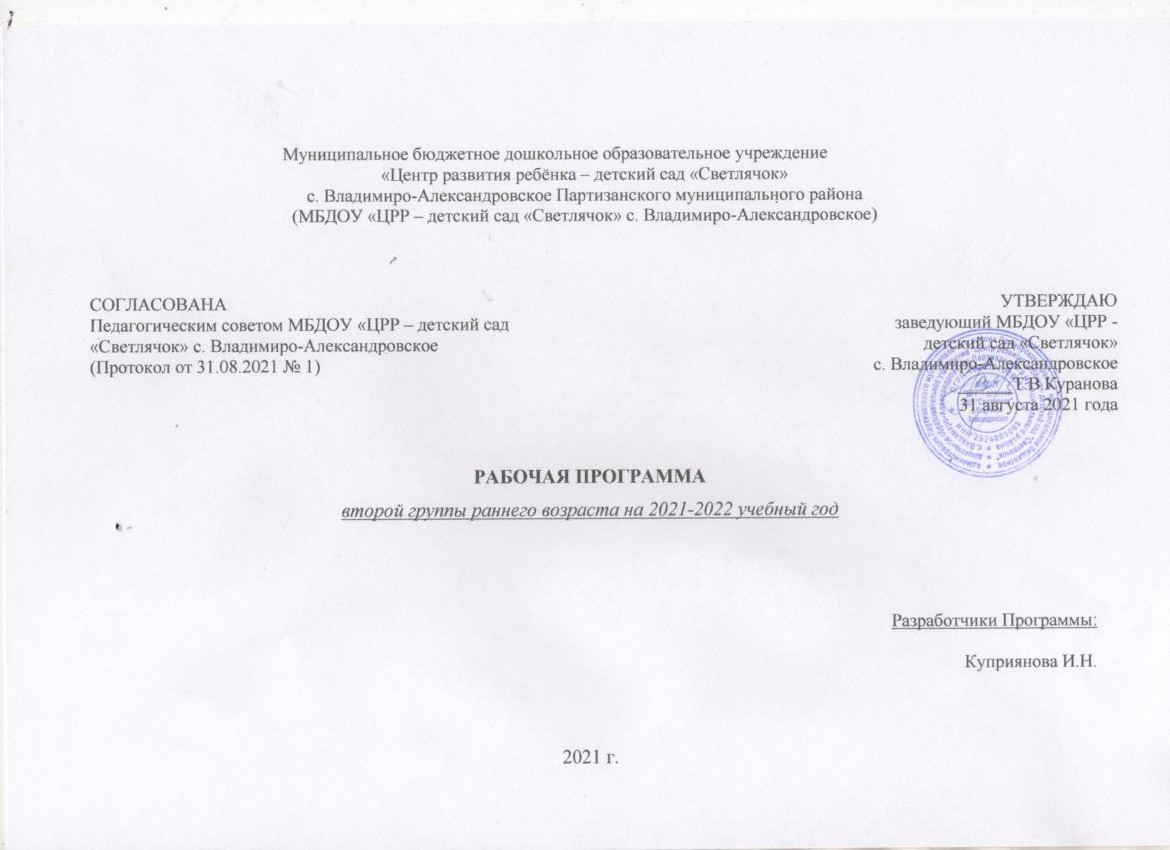 Муниципальное бюджетное дошкольное образовательное учреждение
«Центр развития ребёнка – детский сад «Светлячок»
с. Владимиро-Александровское Партизанского муниципального района
(МБДОУ «ЦРР – детский сад «Светлячок» с. Владимиро-Александровское)
СОГЛАСОВАНА
Педагогическим советом МБДОУ «ЦРР – детский сад
«Светлячок» с. Владимиро-Александровское
(Протокол от 31.08.2021 № 1)
УТВЕРЖДАЮ
заведующий МБДОУ «ЦРР -
детский сад «Светлячок»
с. Владимиро-Александровское
Т.В Куранова
31 августа 2021 года
РАБОЧАЯ ПРОГРАММА
второй группы раннего возраста на 2021-2022 учебный год
Разработчики Программы:
Куприянова И.Н.
2021 г.